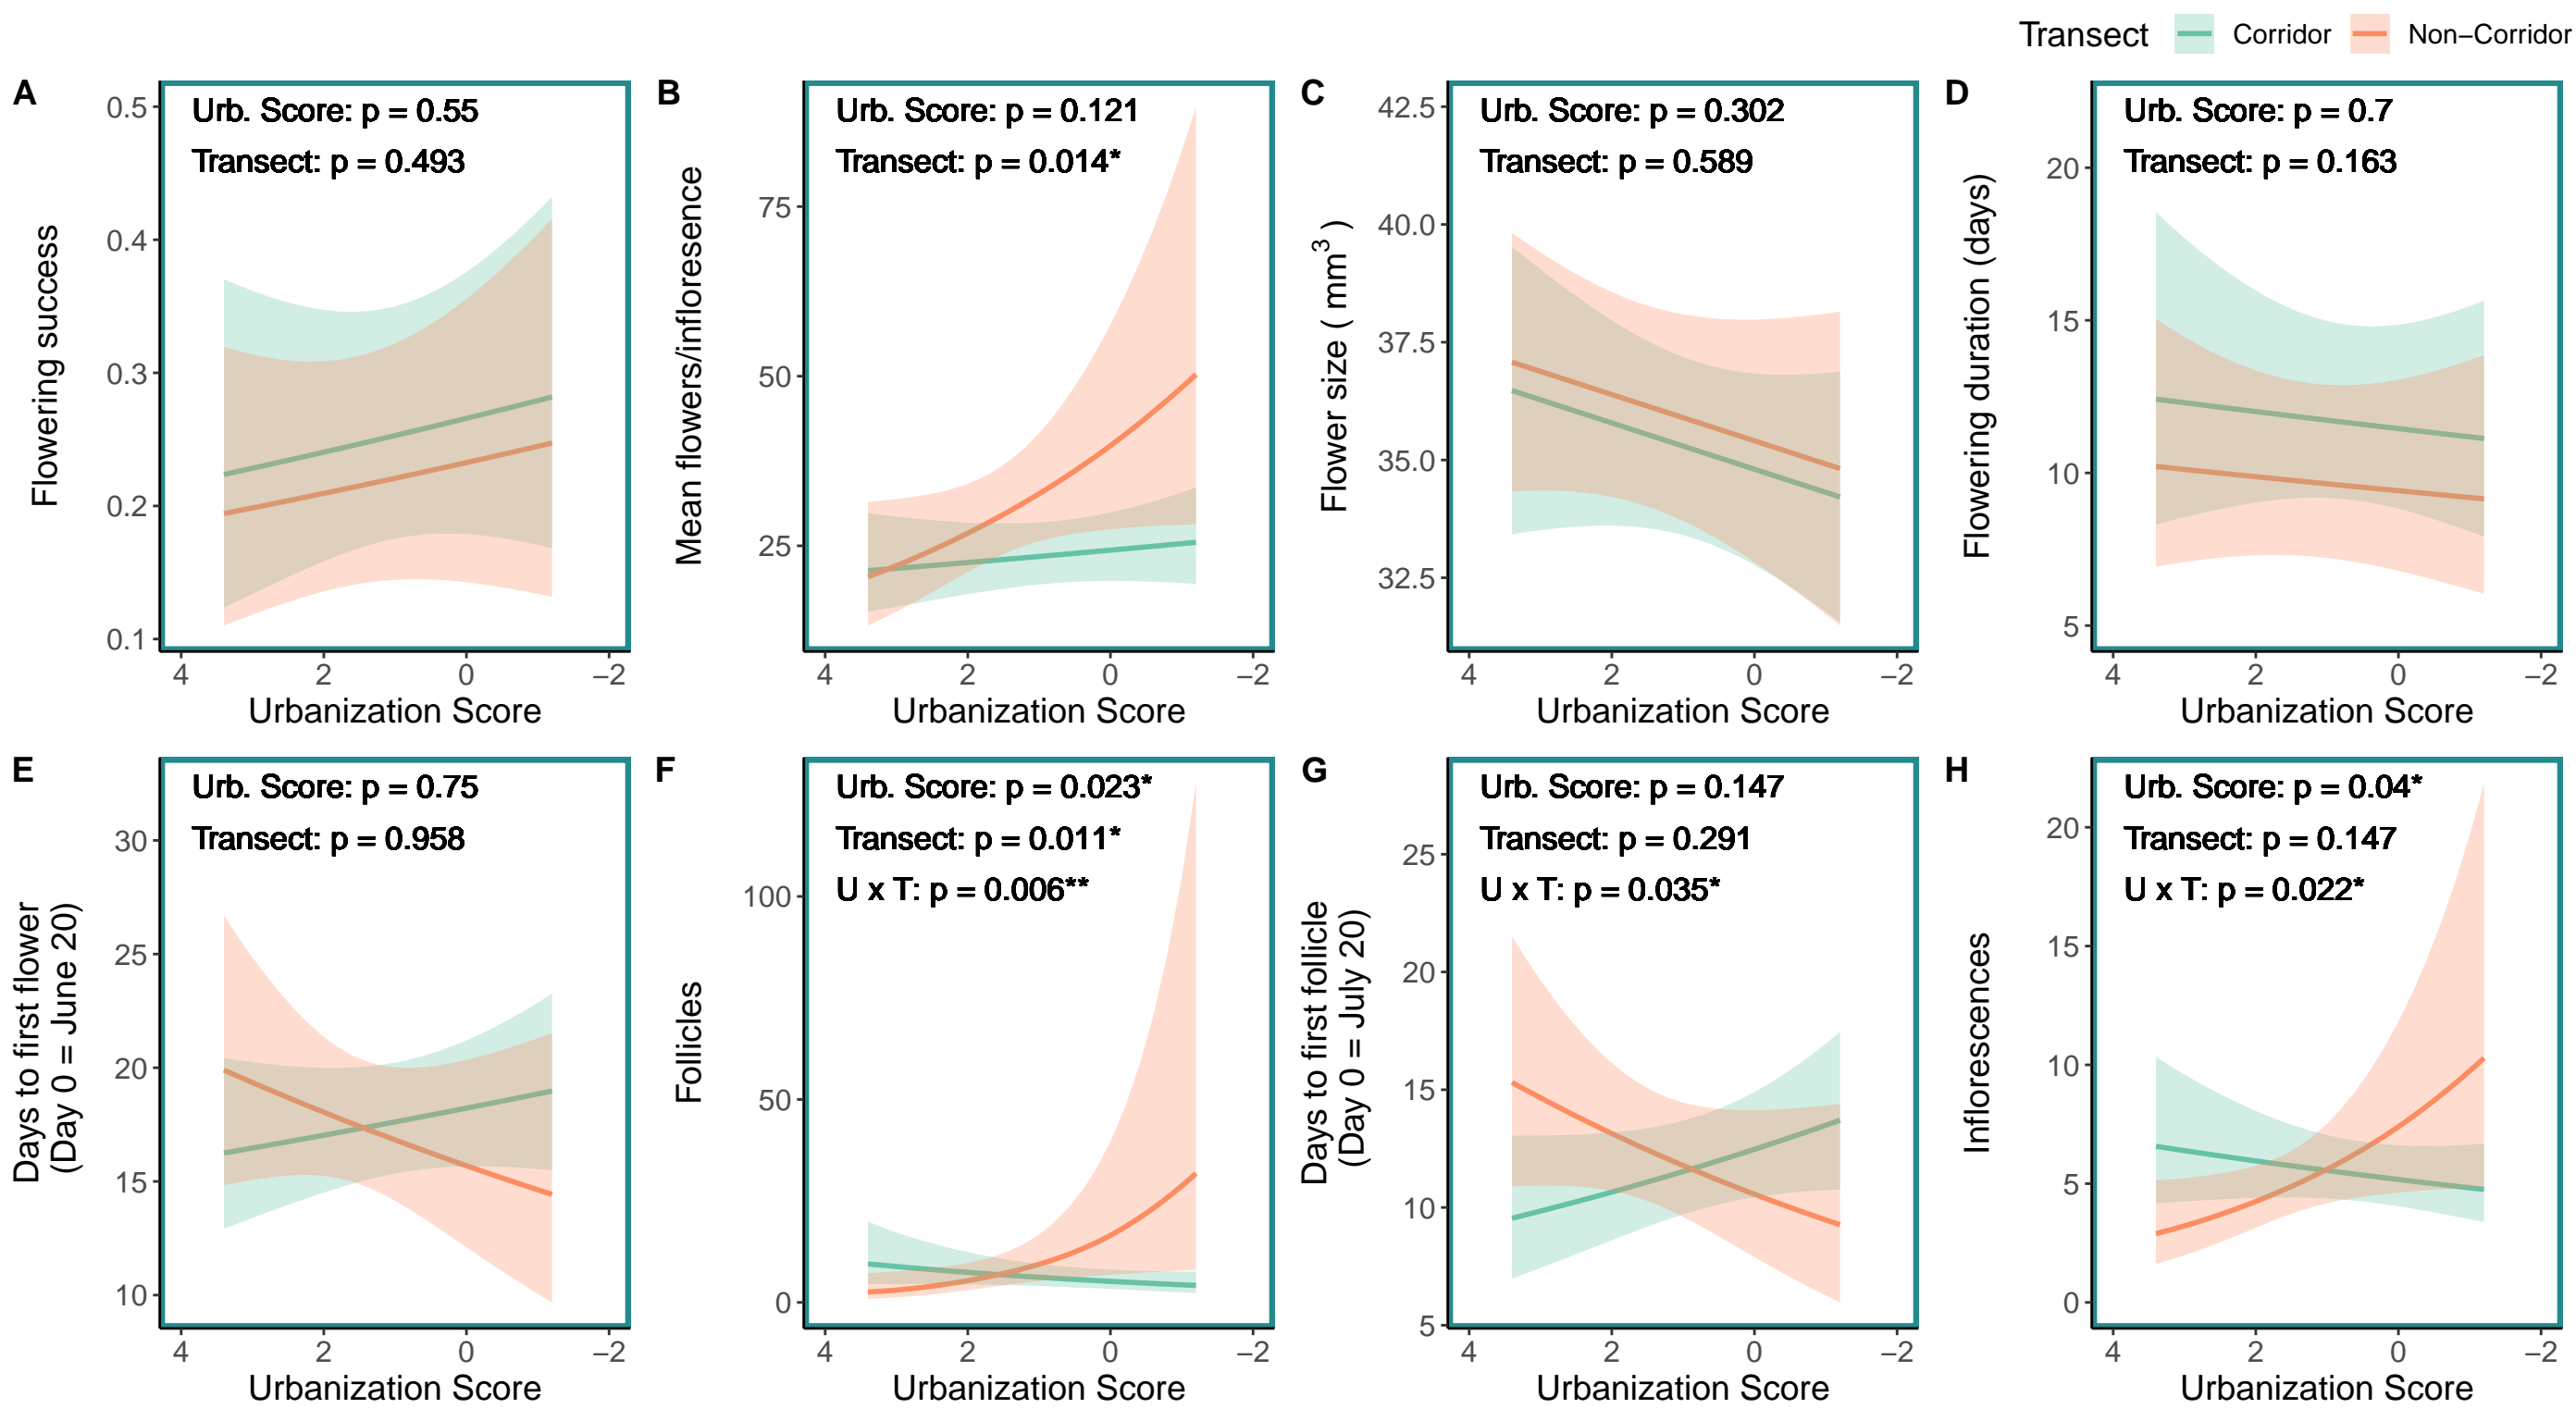 Transect Corridor Non−Corridor
A
Urb. Score: p = 0.55
Transect: p = 0.493
Flowering success
0.5
0.4
0.3
0.2
0.1
4 2 0 −2
Urbanization Score
B
Urb. Score: p = 0.121
Transect: p = 0.014*
Mean flowers/infloresence
75
50
25
4 2 0 −2
Urbanization Score
C
Urb. Score: p = 0.302
Transect: p = 0.589
Flower size ( mm³ )
42.5
40.0
37.5
35.0
32.5
4 2 0 −2
Urbanization Score
D
Urb. Score: p = 0.7
Transect: p = 0.163
Flowering duration (days)
20
15
10
5
4 2 0 −2
Urbanization Score
E
Urb. Score: p = 0.75
Transect: p = 0.958
Days to first flower
(Day 0 = June 20)
30
25
20
15
10
4 2 0 −2
Urbanization Score
F
Urb. Score: p = 0.023*
Transect: p = 0.011*
U x T: p = 0.006**
Follicles
100
50
0
4 2 0 −2
Urbanization Score
G
Urb. Score: p = 0.147
Transect: p = 0.291
U x T: p = 0.035*
Days to first follicle
(Day 0 = July 20)
25
20
15
10
5
4 2 0 −2
Urbanization Score
H
Urb. Score: p = 0.04*
Transect: p = 0.147
U x T: p = 0.022*
Inflorescences
20
15
10
5
0
4 2 0 −2
Urbanization Score